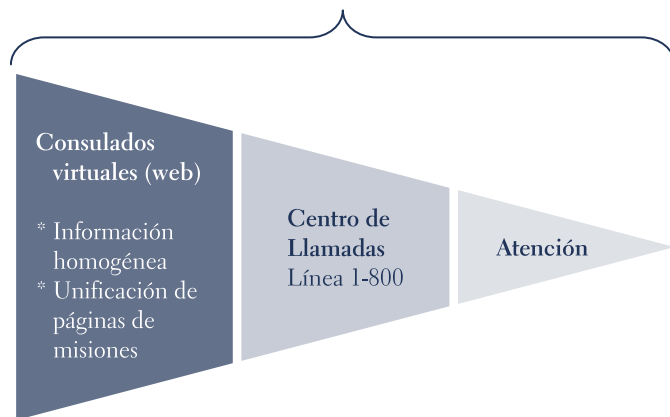 Consulados
virtuales (web)
* Información
homogénea
* Unificación de
páginas de
misiones
Centro de
Llamadas
Línea 1-800
Atención